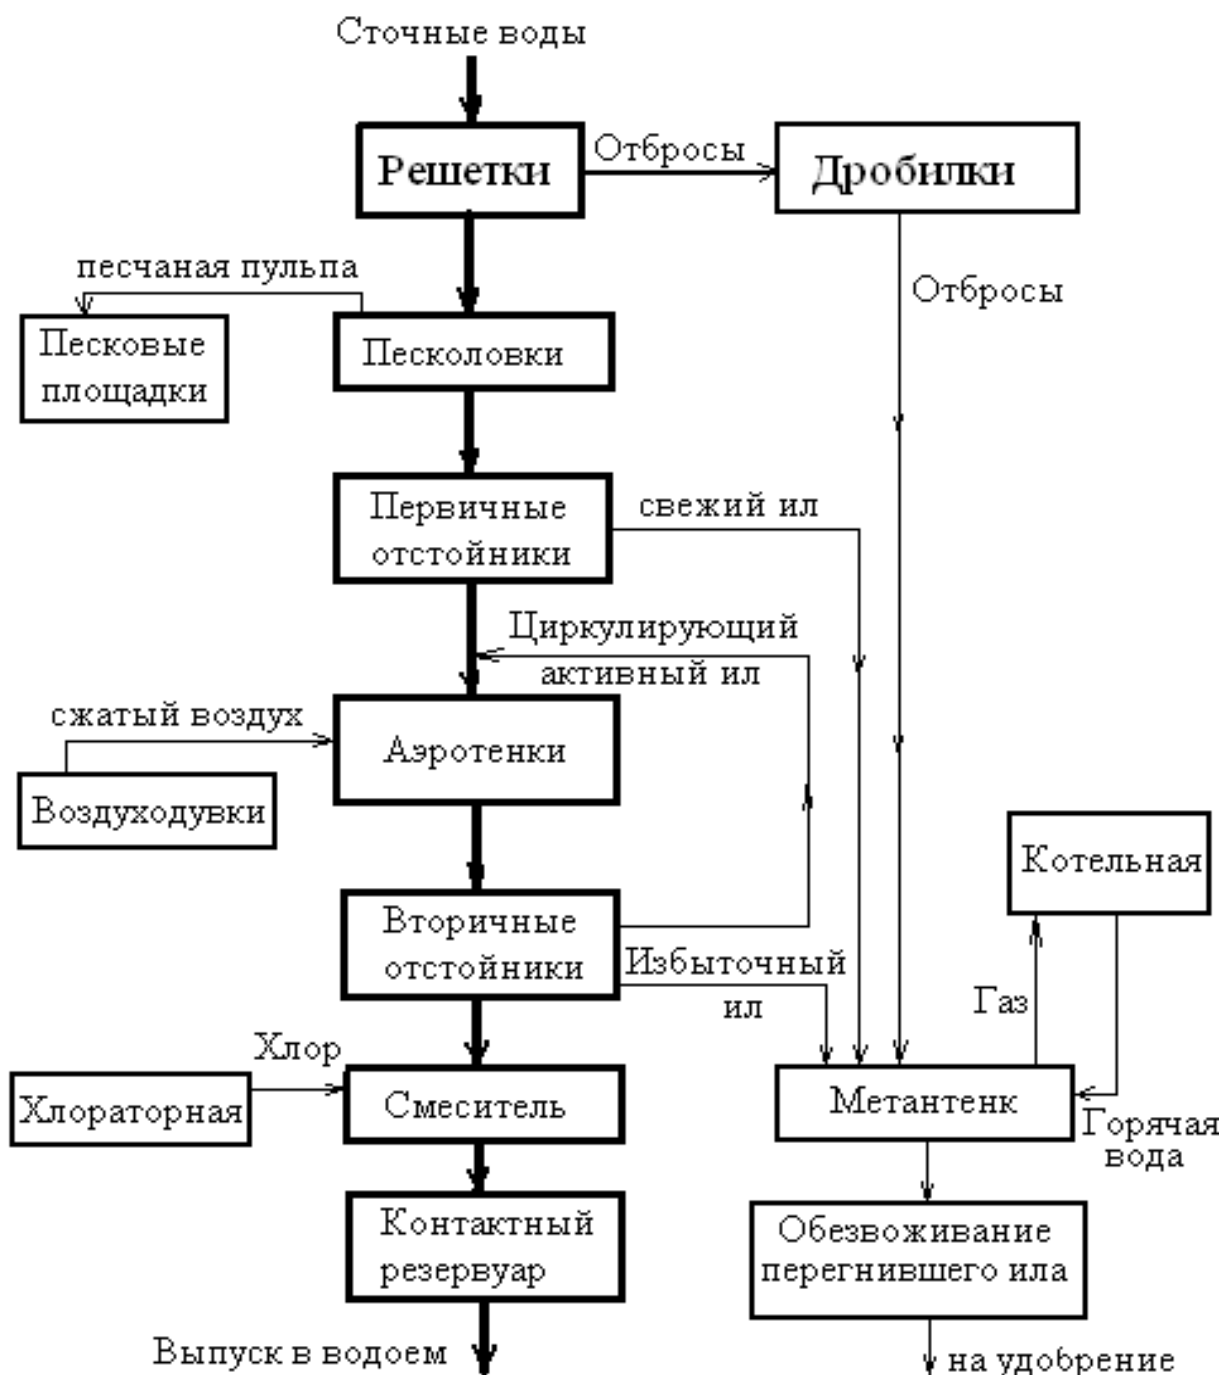 Сточные воды
Решетки
Отбросы
Дробилки
песчаная пульпа
Отбросы
Песковые
площадки
Песколовки
Первичные
отстойники
свежий ил
Циркулирующий
активный ил
сжатый воздух
Аэротенки
Воздуходувки
Котельная
Вторичные
отстойники
Избыточный
ил
Газ
Хлор
Хлораторная
Смеситель
Метантенк
Горячая
вода
Контактный
резервуар
Обезвоживание
перегнившего ила
Выпуск в водоем
на удобрение